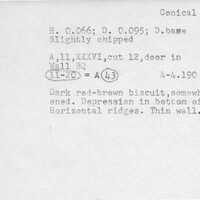 Conical
H. 0.066; D. 0.095; D.base
Slightly chipped
A,11,XXXVI,cut 12,deer in
Wall BQ
11-20 = A 43 A-4.190
Dark red-brown biscuit,somewh
ened. Depression in bottom of
Horizontal ridges. Thin wall.